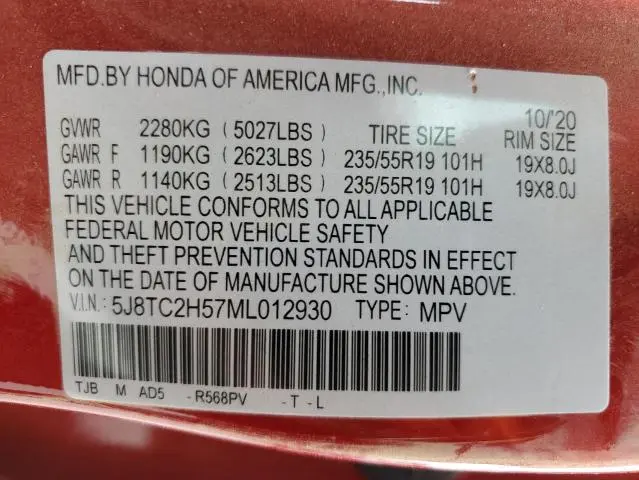 MFD.BY HONDA OF AMERICA MFG.,INC.
10/'20
GVWR 2280KG (5027LBS) TIRE SIZE RIM SIZE
GAWR F 1190KG (2623LBS) 235/55R19 101H 19X8.0J
GAWR R 1140KG (2513LBS) 235/55R19 101H 19X8.0J
THIS VEHICLE CONFORMS TO ALL APPLICABLE
FEDERAL MOTOR VEHICLE SAFETY
AND THEFT PREVENTION STANDARDS IN EFFECT
ON THE DATE OF MANUFACTURE SHOWN ABOVE.
V.I.N.: 5J8TC2H57ML012930 TYPE: MPV
TJB M AD5 -R568PV -T -L